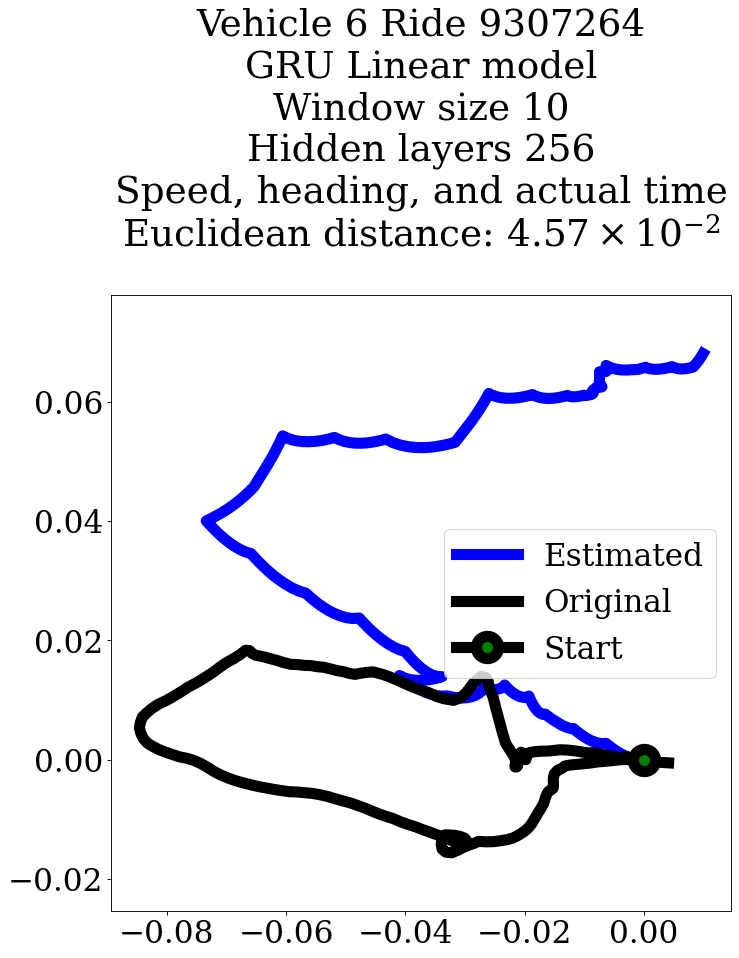 Vehicle 6 Ride 9307264
GRU Linear model
Window size 10
Hidden layers 256
Speed, heading, and actual time
Euclidean distance: 4.57 × 10⁻²
0.06
0.04
0.02
0.00
−0.02
Estimated
Original
Start
−0.08 −0.06 −0.04 −0.02 0.00